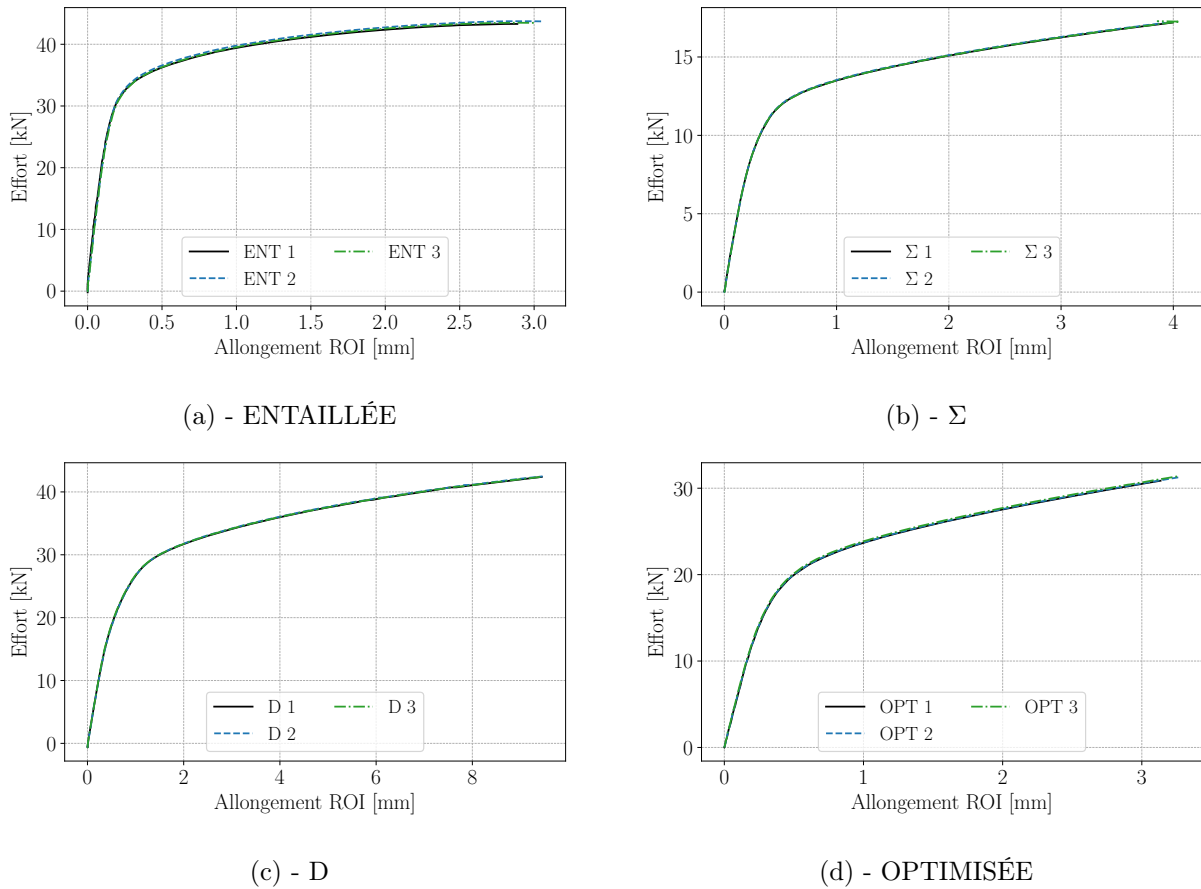 40
30
20
10
0
Effort [kN]
ENT 1
ENT 2
ENT 3
0.0 0.5 1.0 1.5 2.0 2.5 3.0
Allongement ROI [mm]
(a) - ENTAILLÉE
15
10
5
0
Effort [kN]
Σ 1
Σ 2
Σ 3
0 1 2 3 4
Allongement ROI [mm]
(b) - Σ
40
30
20
10
0
Effort [kN]
D 1
D 2
D 3
0 2 4 6 8
Allongement ROI [mm]
(c) - D
30
20
10
0
Effort [kN]
OPT 1
OPT 2
OPT 3
0 1 2 3
Allongement ROI [mm]
(d) - OPTIMISÉE